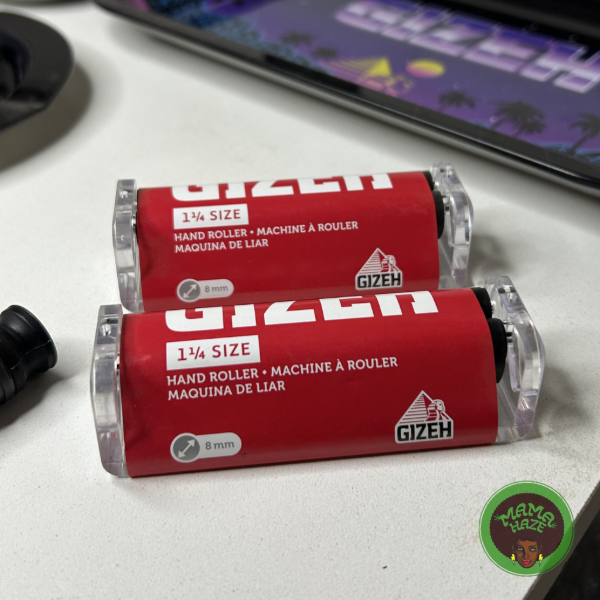 GIZEH
GIZEH
1¼ SIZE
HAND ROLLER • MACHINE À ROULER
MAQUINA DE LIAR
8 mm
GIZEH
GIZEH
1¼ SIZE
HAND ROLLER • MACHINE À ROULER
MAQUINA DE LIAR
8 mm
GIZEH
MAMA
HAZE